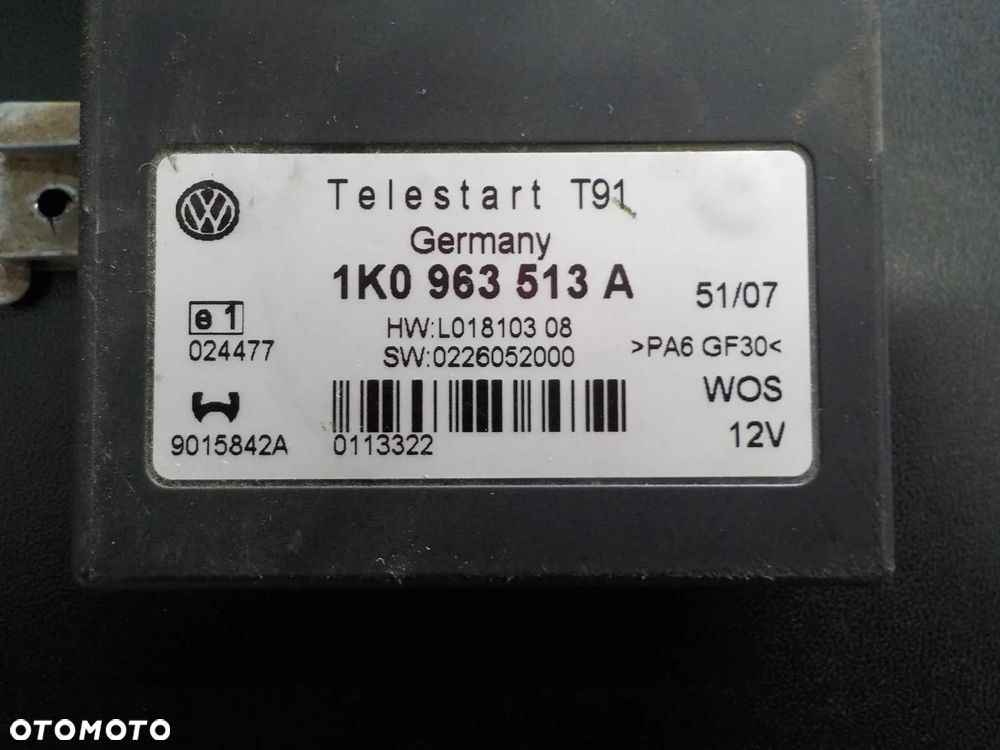 Telestart T91
Germany
1K0 963 513 A
51/07
e 1
HW:L018103 08
024477
SW:0226052000
>PA6 GF30<
WOS
9015842A
0113322
12V
OTOMOTO